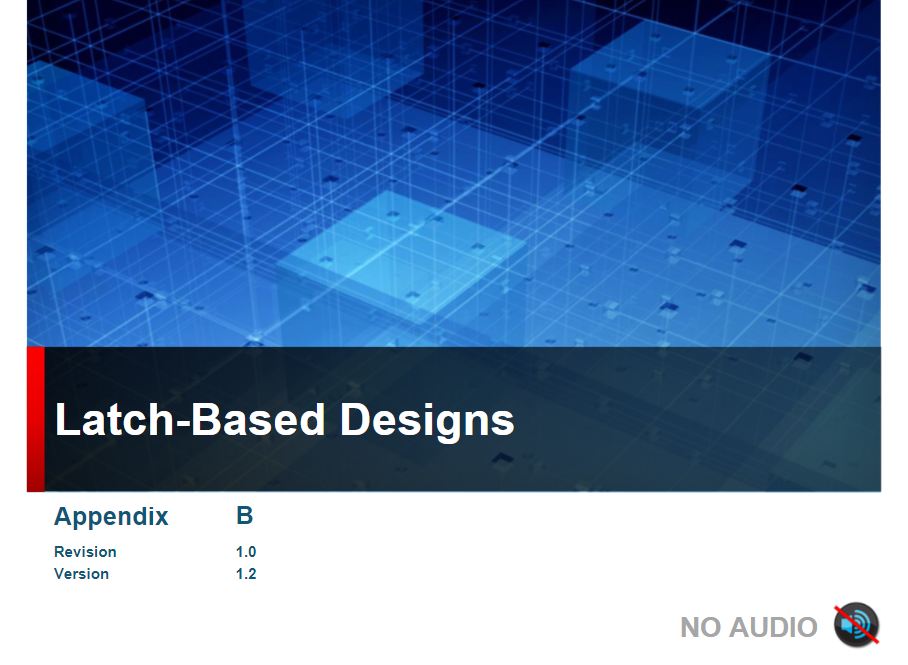 Latch-Based Designs
Appendix B
Revision 1.0
Version 1.2
NO AUDIO